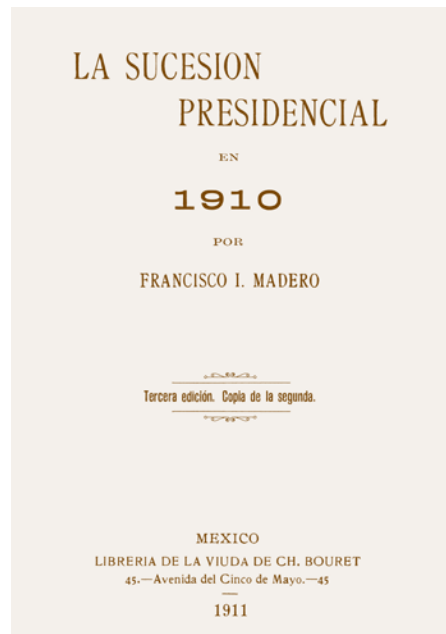 LA SUCESION
PRESIDENCIAL
EN
1910
POR
FRANCISCO I. MADERO
Tercera edición. Copia de la segunda.
MEXICO
LIBRERIA DE LA VIUDA DE CH. BOURET
45.—Avenida del Cinco de Mayo.—45
1911